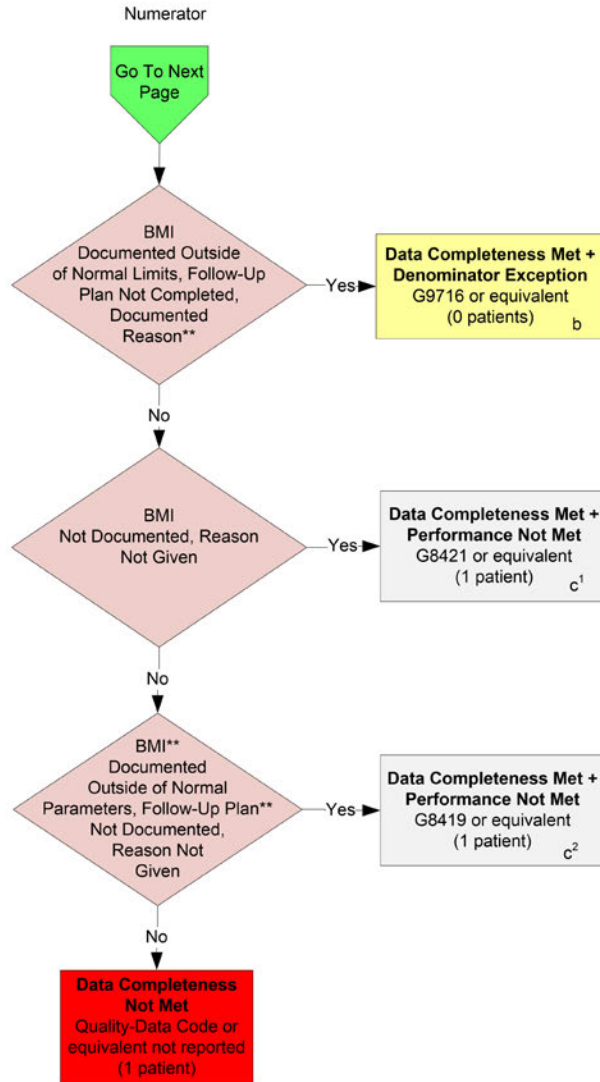 Numerator
Go To Next
Page
BMI
Documented Outside
of Normal Limits, Follow-Up
Plan Not Completed,
Documented
Reason**
Yes
Data Completeness Met +
Denominator Exception
G9716 or equivalent
(0 patients)
b
No
BMI
Not Documented, Reason
Not Given
Yes
Data Completeness Met +
Performance Not Met
G8421 or equivalent
(1 patient)
c¹
No
BMI**
Documented
Outside of Normal
Parameters, Follow-Up Plan**
Not Documented,
Reason Not
Given
Yes
Data Completeness Met +
Performance Not Met
G8419 or equivalent
(1 patient)
c²
No
Data Completeness
Not Met
Quality-Data Code or
equivalent not reported
(1 patient)